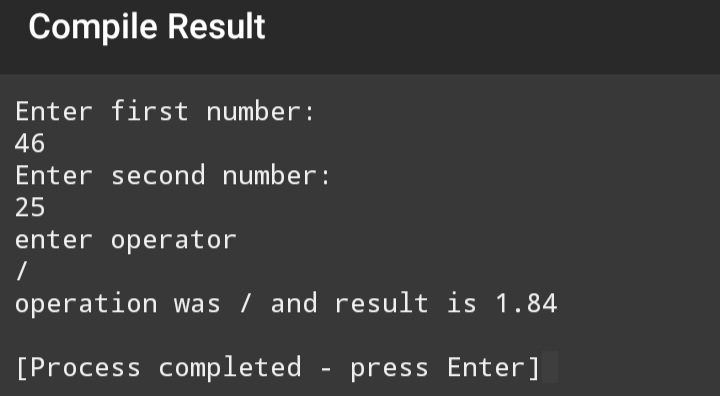 Compile Result
Enter first number:
46
Enter second number:
25
enter operator
/
operation was / and result is 1.84
[Process completed - press Enter]